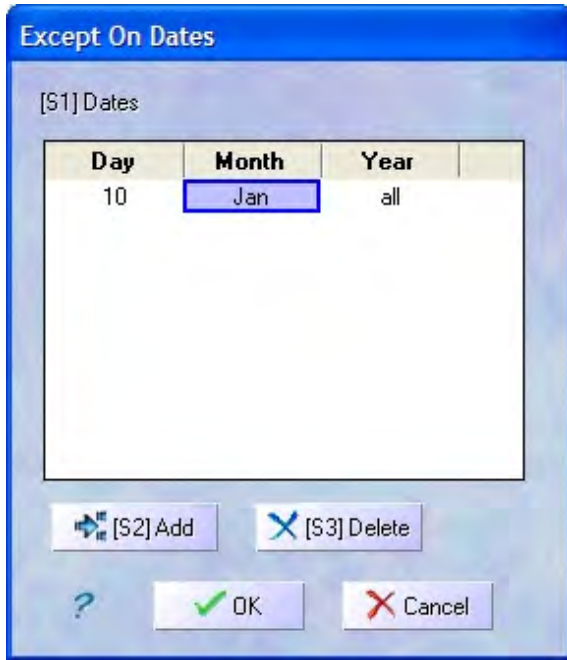 Except On Dates
[S1] Dates
Day Month Year
10 Jan all
[S2] Add [S3] Delete
? OK Cancel